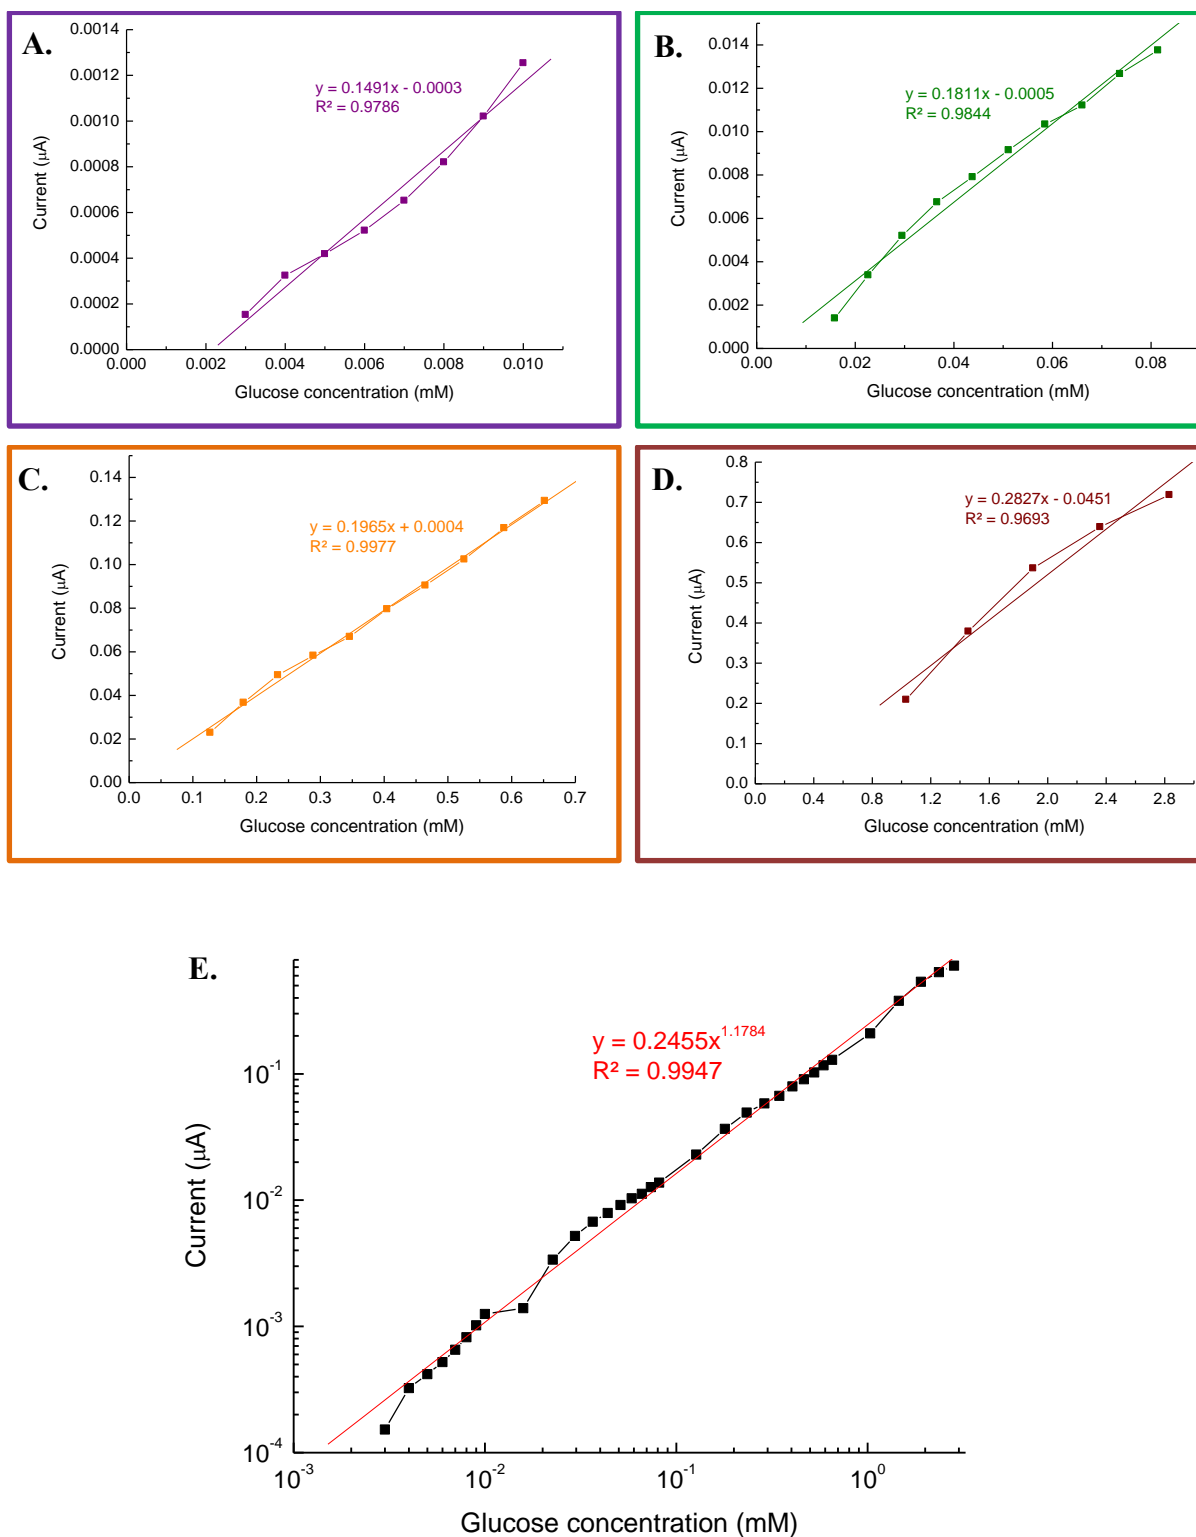 A.
y = 0.1491x - 0.0003
R² = 0.9786
Current (μA)
0.0014
0.0012
0.0010
0.0008
0.0006
0.0004
0.0002
0.0000
0.000 0.002 0.004 0.006 0.008 0.010
Glucose concentration (mM)
B.
y = 0.1811x - 0.0005
R² = 0.9844
Current (μA)
0.014
0.012
0.010
0.008
0.006
0.004
0.002
0.000
0.00 0.02 0.04 0.06 0.08
Glucose concentration (mM)
C.
y = 0.1965x + 0.0004
R² = 0.9977
Current (μA)
0.14
0.12
0.10
0.08
0.06
0.04
0.02
0.00
0.0 0.1 0.2 0.3 0.4 0.5 0.6 0.7
Glucose concentration (mM)
D.
y = 0.2827x - 0.0451
R² = 0.9693
Current (μA)
0.8
0.7
0.6
0.5
0.4
0.3
0.2
0.1
0.0
0.0 0.4 0.8 1.2 1.6 2.0 2.4 2.8
Glucose concentration (mM)
E.
y = 0.2455x^1.1784
R² = 0.9947
Current (μA)
10^-1
10^-2
10^-3
10^-4
10^-3 10^-2 10^-1 10^0
Glucose concentration (mM)